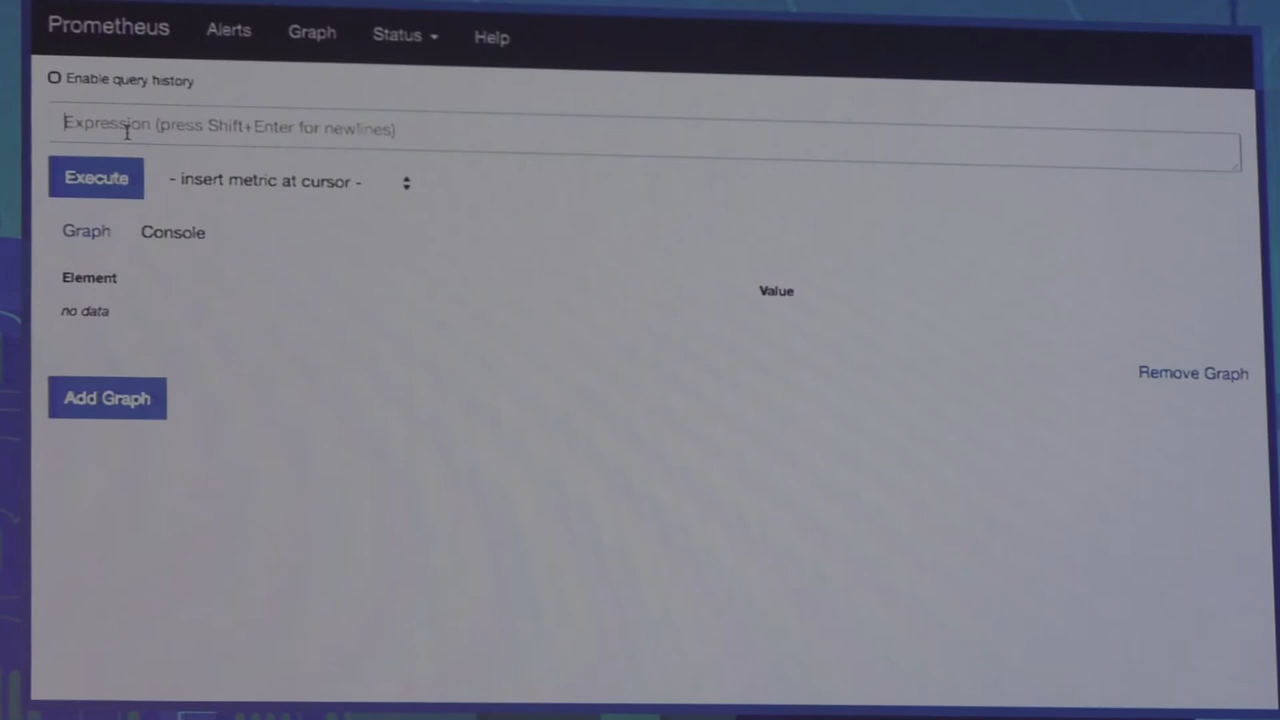 Prometheus Alerts Graph Status Help
Enable query history
Expression (press Shift+Enter for newlines)
Execute - insert metric at cursor -
Graph Console
Element Value
no data
Remove Graph
Add Graph